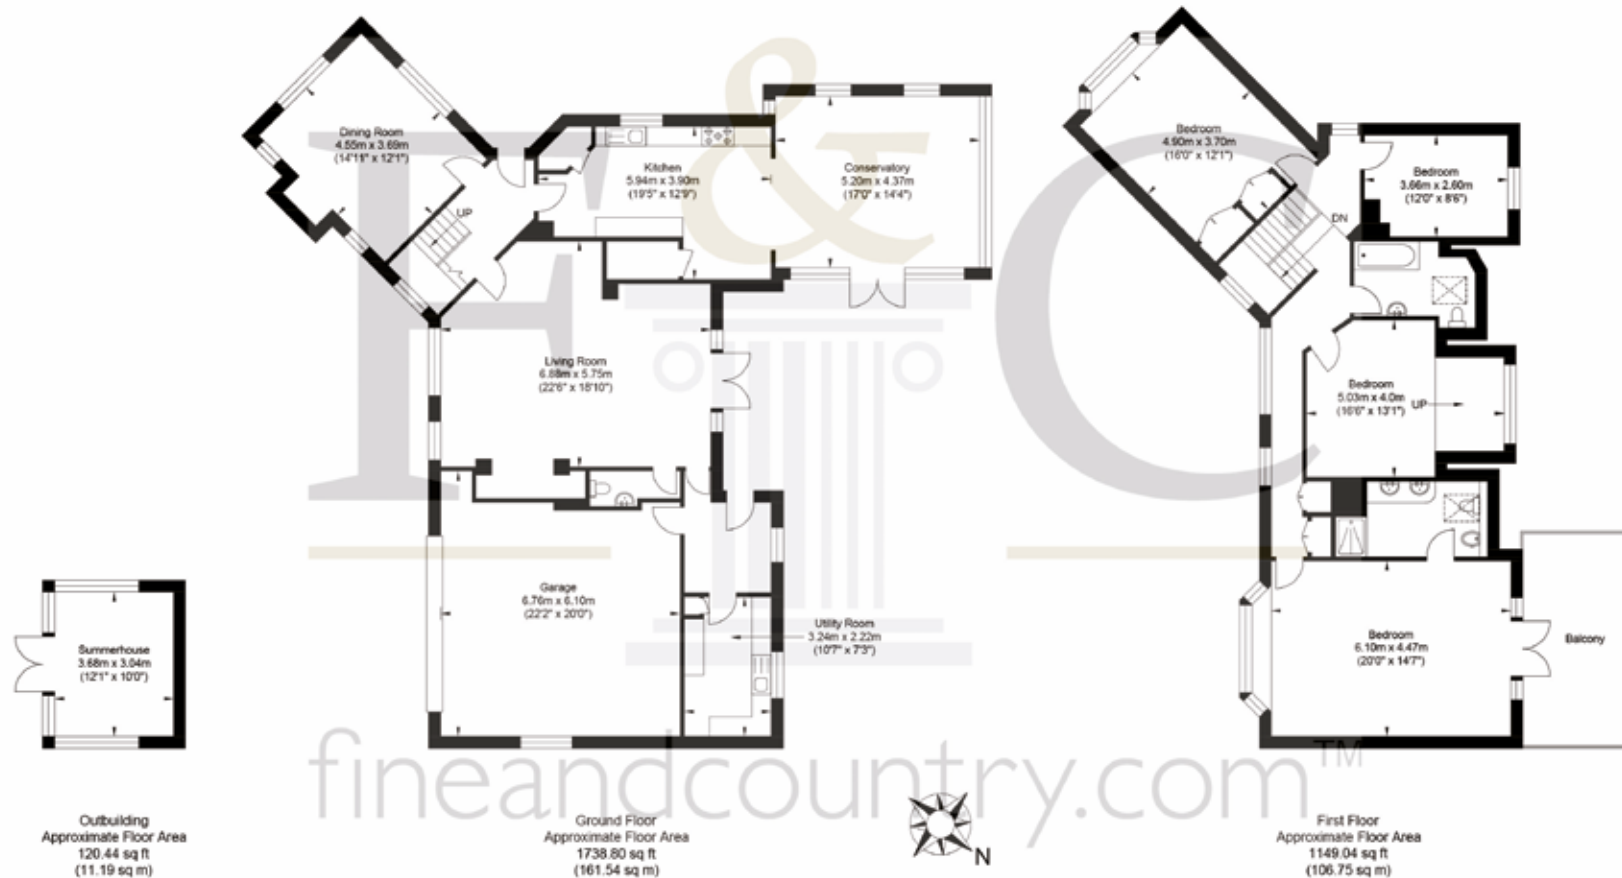 Dining Room
4.55m x 3.69m
(14'11" x 12'1")
UP
Kitchen
5.94m x 3.90m
(19'5" x 12'9")
Conservatory
5.20m x 4.37m
(17'0" x 14'4")
Living Room
6.88m x 5.75m
(22'6" x 18'10")
Garage
6.76m x 6.10m
(22'2" x 20'0")
Utility Room
3.24m x 2.22m
(10'7" x 7'3")
Summerhouse
3.68m x 3.04m
(12'1" x 10'0")
Bedroom
4.90m x 3.70m
(16'0" x 12'1")
Bedroom
3.66m x 2.60m
(12'0" x 8'6")
DN
Bedroom
5.03m x 4.0m
(16'6" x 13'1")
UP
Bedroom
6.10m x 4.47m
(20'0" x 14'7")
Balcony
F & C
fineandcountry.com™
Outbuilding
Approximate Floor Area
120.44 sq ft
(11.19 sq m)
Ground Floor
Approximate Floor Area
1738.80 sq ft
(161.54 sq m)
N
First Floor
Approximate Floor Area
1149.04 sq ft
(106.75 sq m)